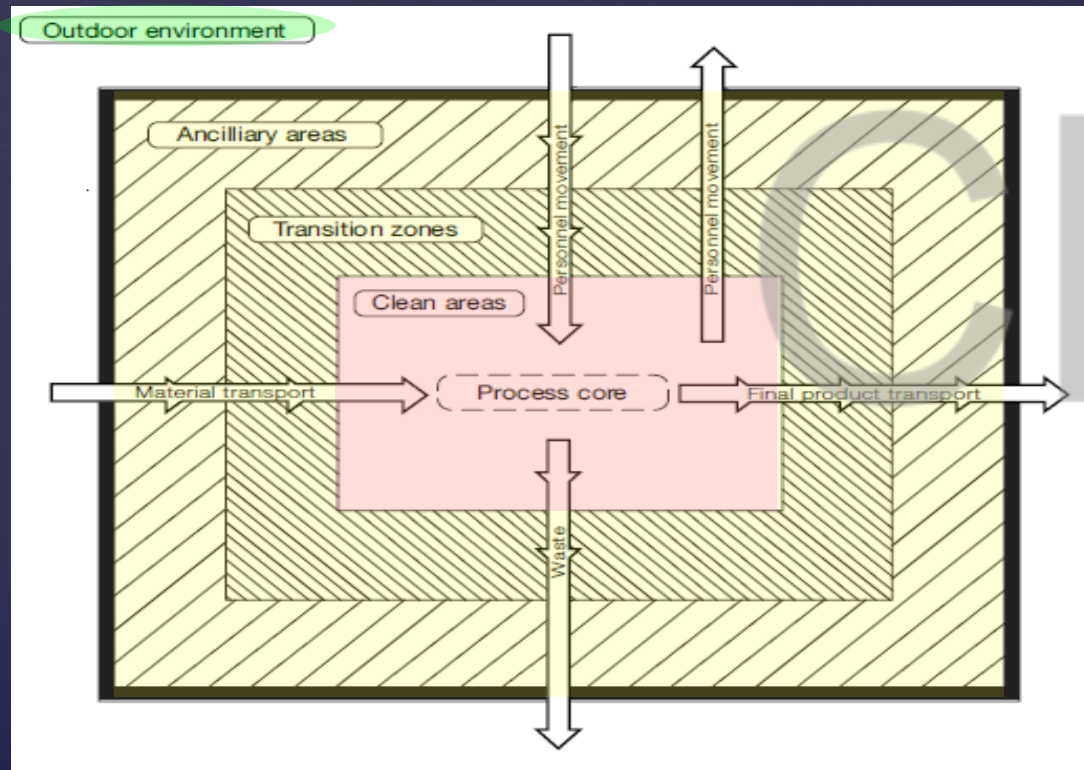 Outdoor environment
Ancilliary areas
Transition zones
Clean areas
Personnel movement
Personnel movement
Material transport
Process core
Final product transport
Waste